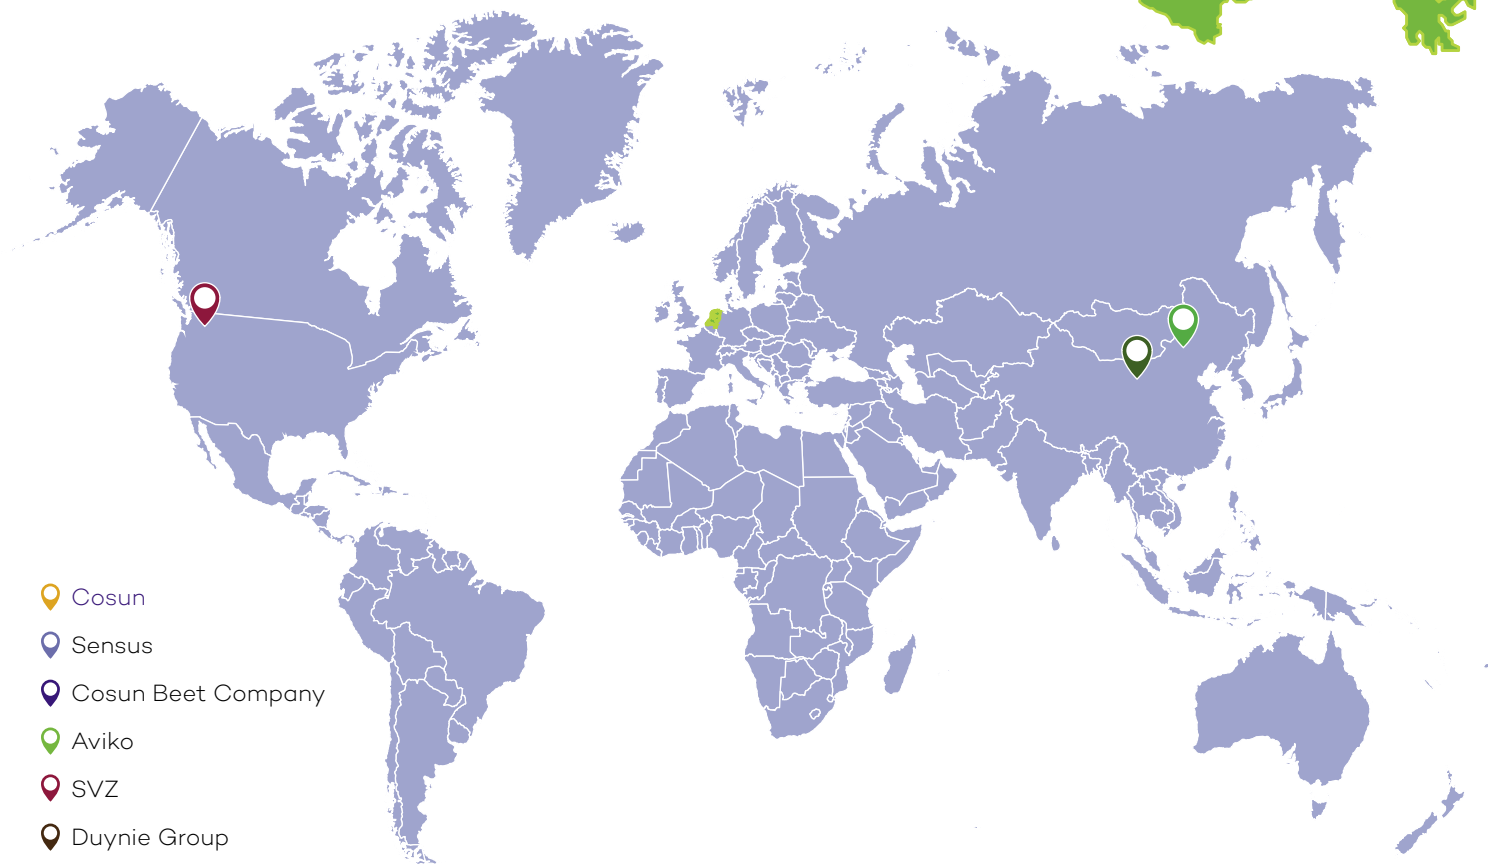 Cosun
Sensus
Cosun Beet Company
Aviko
SVZ
Duynie Group